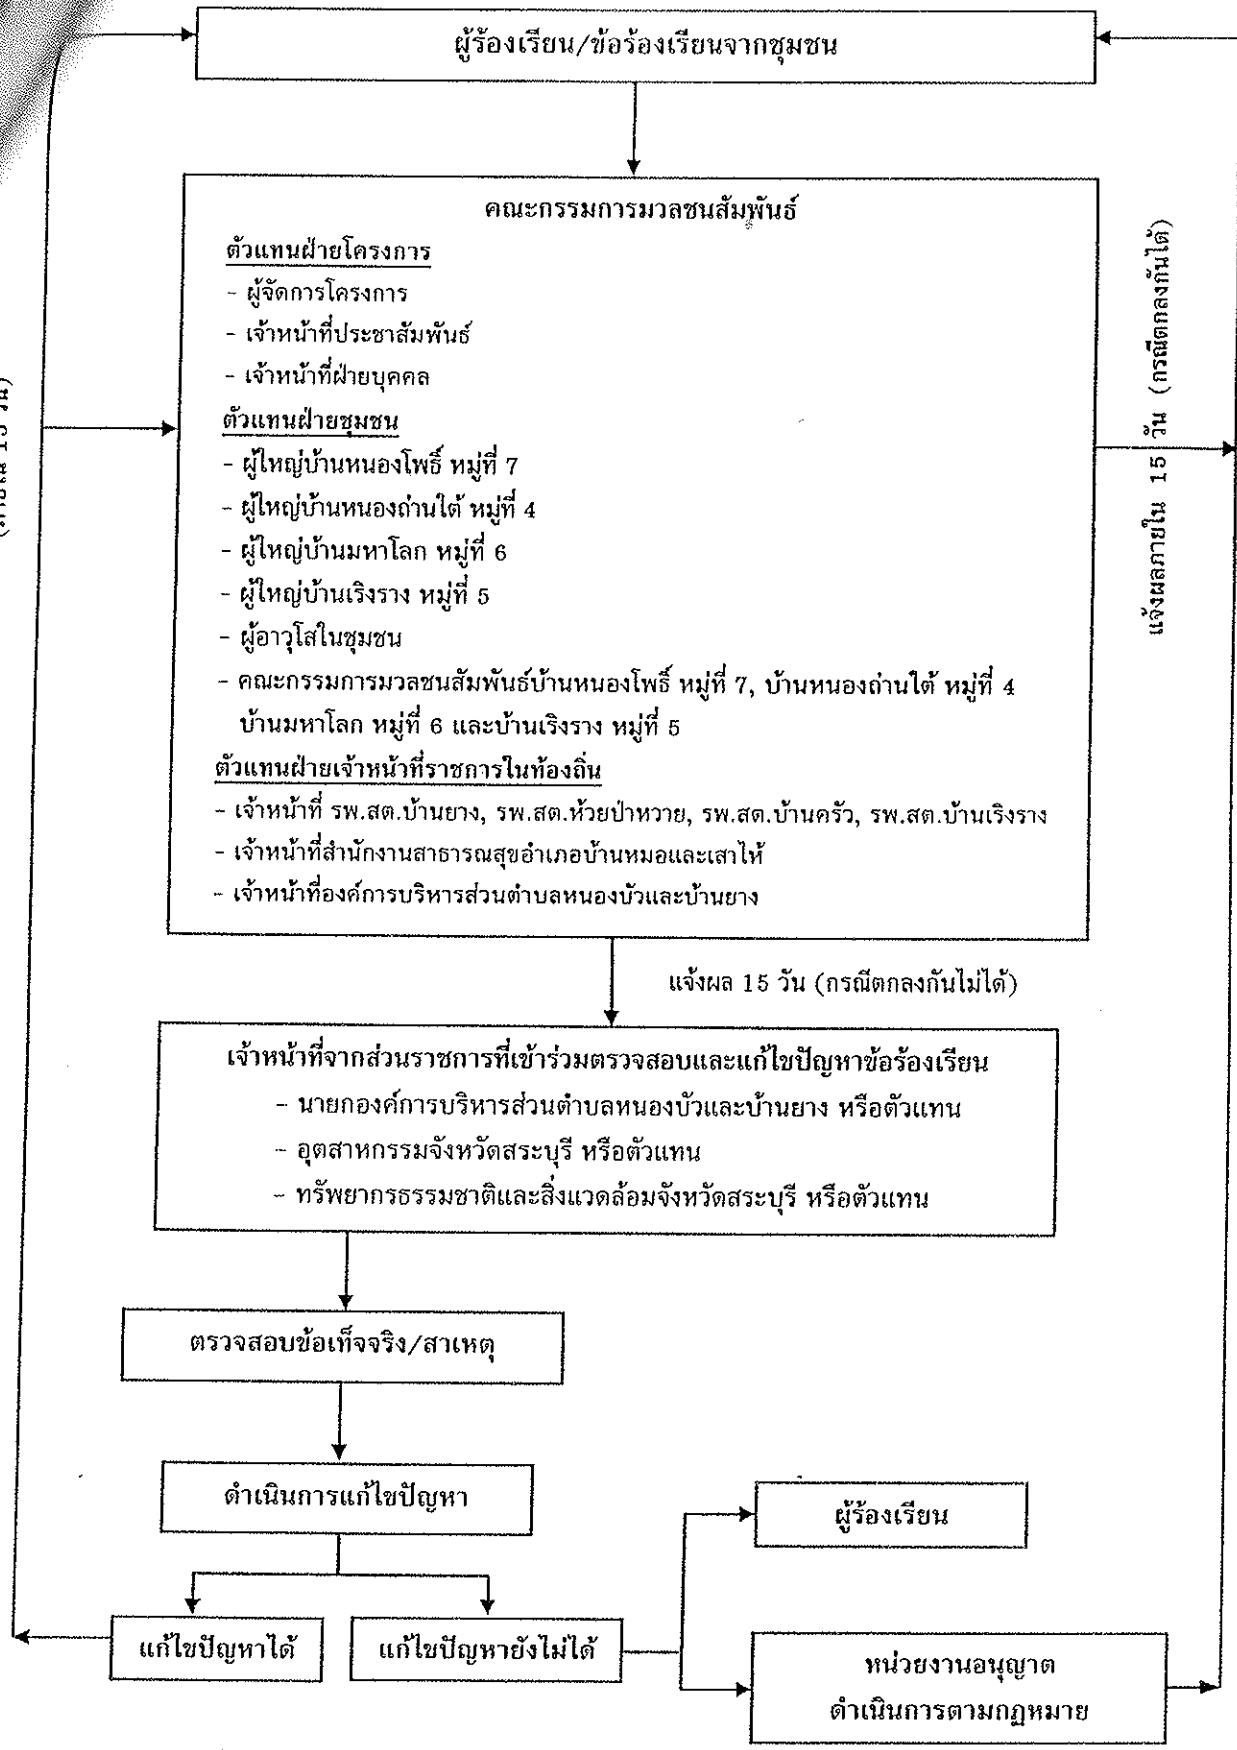 ผู้ร้องเรียน/ข้อร้องเรียนจากชุมชน
คณะกรรมการมวลชนสัมพันธ์
ตัวแทนฝ่ายโครงการ
- ผู้จัดการโครงการ
- เจ้าหน้าที่ประชาสัมพันธ์
- เจ้าหน้าที่ฝ่ายบุคคล
ตัวแทนฝ่ายชุมชน
- ผู้ใหญ่บ้านหนองโพธิ์ หมู่ที่ 7
- ผู้ใหญ่บ้านหนองถ่านใต้ หมู่ที่ 4
- ผู้ใหญ่บ้านมหาโลก หมู่ที่ 6
- ผู้ใหญ่บ้านเริงราง หมู่ที่ 5
- ผู้อาวุโสในชุมชน
- คณะกรรมการมวลชนสัมพันธ์บ้านหนองโพธิ์ หมู่ที่ 7, บ้านหนองถ่านใต้ หมู่ที่ 4
บ้านมหาโลก หมู่ที่ 6 และบ้านเริงราง หมู่ที่ 5
ตัวแทนฝ่ายเจ้าหน้าที่ราชการในท้องถิ่น
- เจ้าหน้าที่ รพ.สต.บ้านยาง, รพ.สต.ห้วยป่าหวาย, รพ.สต.บ้านครัว, รพ.สต.บ้านเริงราง
- เจ้าหน้าที่สำนักงานสาธารณสุขอำเภอบ้านหมอและเสาไห้
- เจ้าหน้าที่องค์การบริหารส่วนตำบลหนองบัวและบ้านยาง
แจ้งผลภายใน 15 วัน (กรณีตกลงกันได้)
15 วัน)
แจ้งผล 15 วัน (กรณีตกลงกันไม่ได้)
เจ้าหน้าที่จากส่วนราชการที่เข้าร่วมตรวจสอบและแก้ไขปัญหาข้อร้องเรียน
- นายกองค์การบริหารส่วนตำบลหนองบัวและบ้านยาง หรือตัวแทน
- อุตสาหกรรมจังหวัดสระบุรี หรือตัวแทน
- ทรัพยากรธรรมชาติและสิ่งแวดล้อมจังหวัดสระบุรี หรือตัวแทน
ตรวจสอบข้อเท็จจริง/สาเหตุ
ดำเนินการแก้ไขปัญหา
ผู้ร้องเรียน
แก้ไขปัญหาได้
แก้ไขปัญหายังไม่ได้
หน่วยงานอนุญาต
ดำเนินการตามกฎหมาย